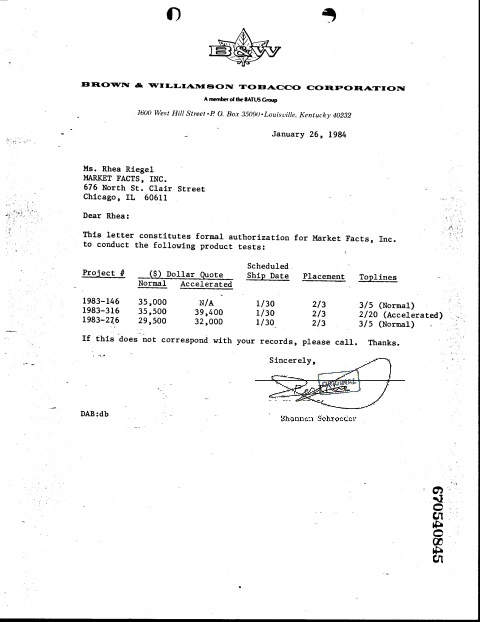 B&W
BROWN & WILLIAMSON TOBACCO CORPORATION
A member of the BATUS Group
1600 West Hill Street • P. O. Box 35090 • Louisville, Kentucky 40232
January 26, 1984
Ms. Rhea Riegel
MARKET FACTS, INC.
676 North St. Clair Street
Chicago, IL 60611
Dear Rhea:
This letter constitutes formal authorization for Market Facts, Inc.
to conduct the following product tests:
Scheduled
Project # ($) Dollar Quote Ship Date Placement Toplines
Normal Accelerated
1983-146 35,000 N/A 1/30 2/3 3/5 (Normal)
1983-316 35,500 39,400 1/30 2/3 2/20 (Accelerated)
1983-276 29,500 32,000 1/30 2/3 3/5 (Normal)
If this does not correspond with your records, please call. Thanks.
Sincerely,
ORIGINAL
Shannon Schroeder
DAB:db
670540845